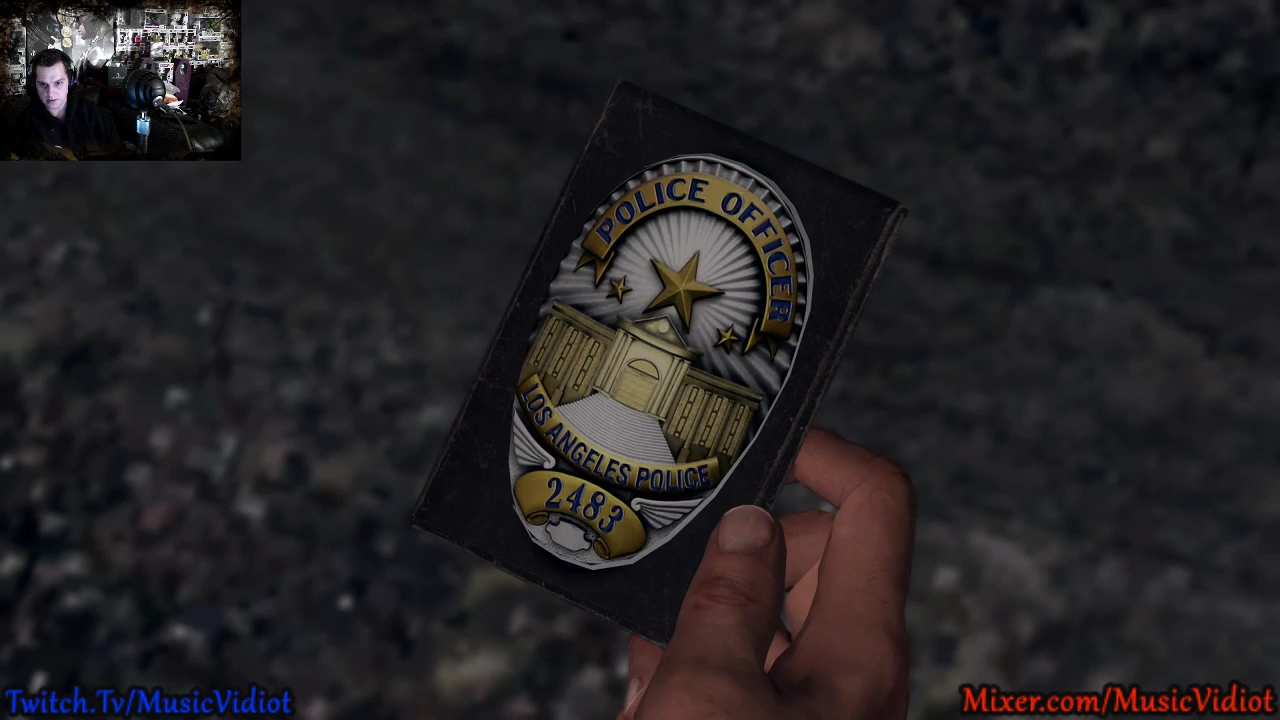 POLICE OFFICER
LOS ANGELES POLICE
2483
Twitch.Tv/MusicVidiot
Mixer.com/MusicVidiot